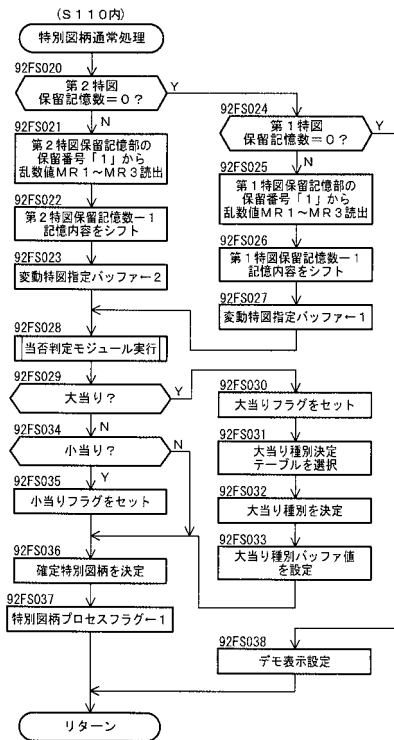 (S110内)
特別図柄通常処理
92FS020
第2特図
保留記憶数=0?
Y
N
92FS021
第2特図保留記憶部の
保留番号「1」から
乱数値MR1~MR3読出
92FS022
第2特図保留記憶数-1
記憶内容をシフト
92FS023
変動特図指定バッファ←2
92FS024
第1特図
保留記憶数=0?
Y
N
92FS025
第1特図保留記憶部の
保留番号「1」から
乱数値MR1~MR3読出
92FS026
第1特図保留記憶数-1
記憶内容をシフト
92FS027
変動特図指定バッファ←1
92FS028
当否判定モジュール実行
92FS029
大当り?
Y
N
92FS030
大当りフラグをセット
92FS031
大当り種別決定
テーブルを選択
92FS032
大当り種別を決定
92FS033
大当り種別バッファ値
を設定
92FS034
小当り?
N
Y
92FS035
小当りフラグをセット
92FS036
確定特別図柄を決定
92FS037
特別図柄プロセスフラグ←1
92FS038
デモ表示設定
リターン